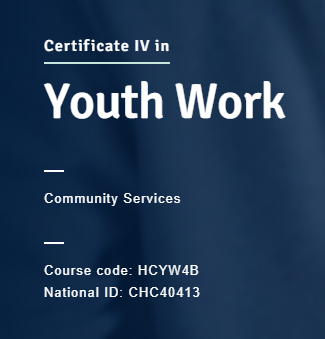 Certificate IV in
Youth Work
Community Services
Course code: HCYW4B
National ID: CHC40413